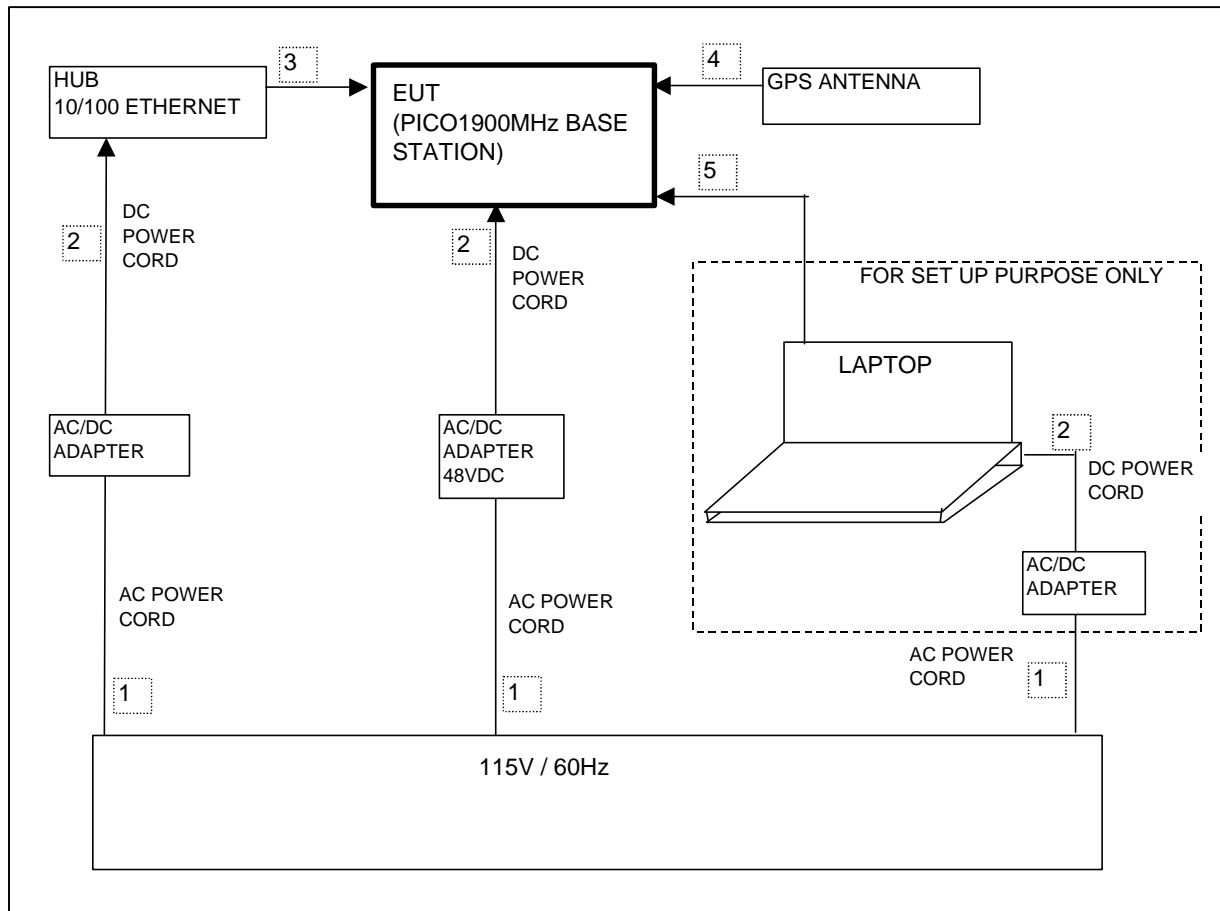 HUB
10/100 ETHERNET
3
EUT
(PICO1900MHz BASE
STATION)
4
GPS ANTENNA
5
2
DC
POWER
CORD
2
DC
POWER
CORD
FOR SET UP PURPOSE ONLY
LAPTOP
2
DC POWER
CORD
AC/DC
ADAPTER
AC/DC
ADAPTER
48VDC
AC/DC
ADAPTER
AC POWER
CORD
AC POWER
CORD
AC POWER
CORD
1
1
1
115V / 60Hz